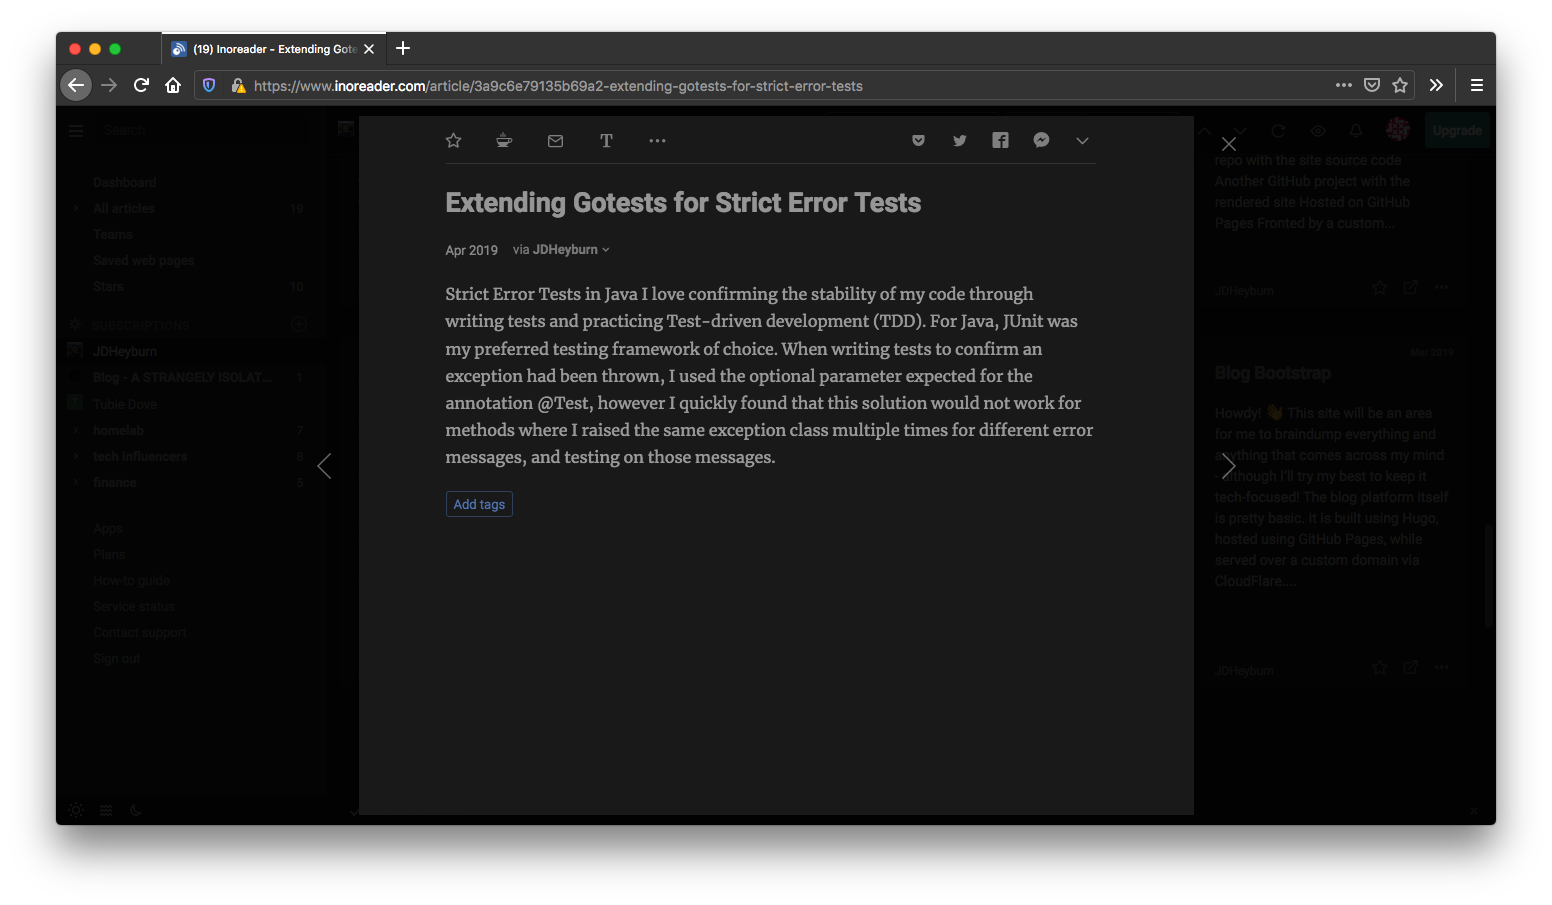 (19) Inoreader - Extending Gote
https://www.inoreader.com/article/3a9c6e79135b69a2-extending-gotests-for-strict-error-tests
Search
Dashboard
All articles 19
Teams
Saved web pages
Stars 10
SUBSCRIPTIONS
JDHeyburn
Blog - A STRANGELY ISOLAT... 1
Tubie Dove
homelab 7
tech influencers 8
finance 5
Apps
Plans
How-to guide
Service status
Contact support
Sign out
Extending Gotests for Strict Error Tests
Apr 2019 via JDHeyburn
Strict Error Tests in Java I love confirming the stability of my code through
writing tests and practicing Test-driven development (TDD). For Java, JUnit was
my preferred testing framework of choice. When writing tests to confirm an
exception had been thrown, I used the optional parameter expected for the
annotation @Test, however I quickly found that this solution would not work for
methods where I raised the same exception class multiple times for different error
messages, and testing on those messages.
Add tags
Upgrade
repo with the site source code
Another GitHub project with the
rendered site Hosted on GitHub
Pages Fronted by a custom...
JDHeyburn
Mar 2019
Blog Bootstrap
Howdy! 👋 This site will be an area
for me to braindump everything and
anything that comes across my mind
- although I'll try my best to keep it
tech-focused! The blog platform itself
is pretty basic. it is built using Hugo,
hosted using GitHub Pages, while
served over a custom domain via
CloudFlare....
JDHeyburn